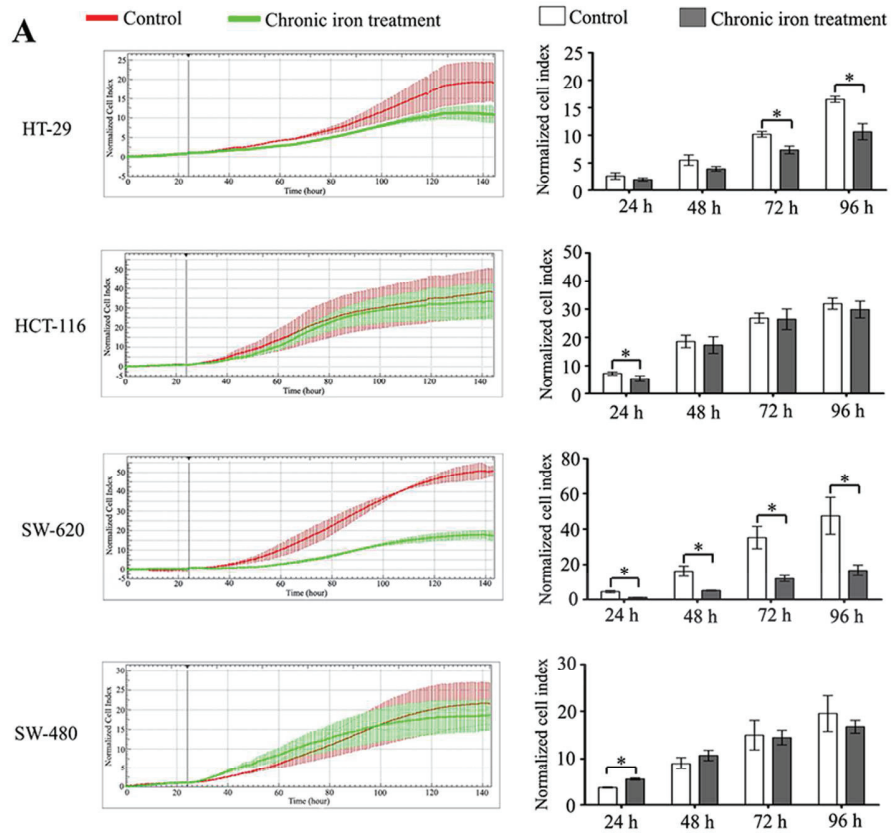 A
Control
Chronic iron treatment
Control
Chronic iron treatment
HT-29
Normalized Cell Index
25
20
15
10
5
0
-5
0
20
40
60
80
100
120
140
Time (hour)
Normalized cell index
25
20
15
10
5
0
*
*
24 h
48 h
72 h
96 h
HCT-116
Normalized Cell Index
50
40
30
20
10
0
-5
0
20
40
60
80
100
120
140
Time (hour)
Normalized cell index
50
40
30
20
10
0
*
24 h
48 h
72 h
96 h
SW-620
Normalized Cell Index
50
40
30
20
10
0
-5
0
20
40
60
80
100
120
140
Time (hour)
Normalized cell index
80
60
40
20
0
*
*
*
*
24 h
48 h
72 h
96 h
SW-480
Normalized Cell Index
30
25
20
15
10
5
0
0
20
40
60
80
100
120
140
Time (hour)
Normalized cell index
30
20
10
0
*
24 h
48 h
72 h
96 h